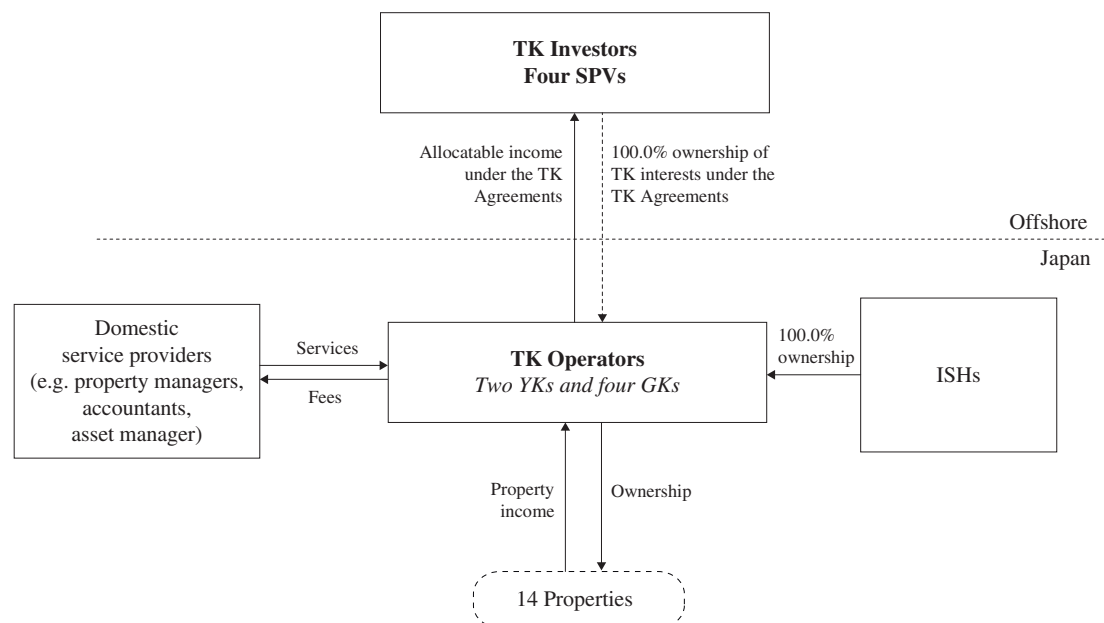 TK Investors
Four SPVs
Allocatable income
under the TK
Agreements
100.0% ownership of
TK interests under the
TK Agreements
Offshore
Japan
Domestic
service providers
(e.g. property managers,
accountants,
asset manager)
Services
Fees
TK Operators
Two YKs and four GKs
100.0%
ownership
ISHs
Property
income
Ownership
14 Properties